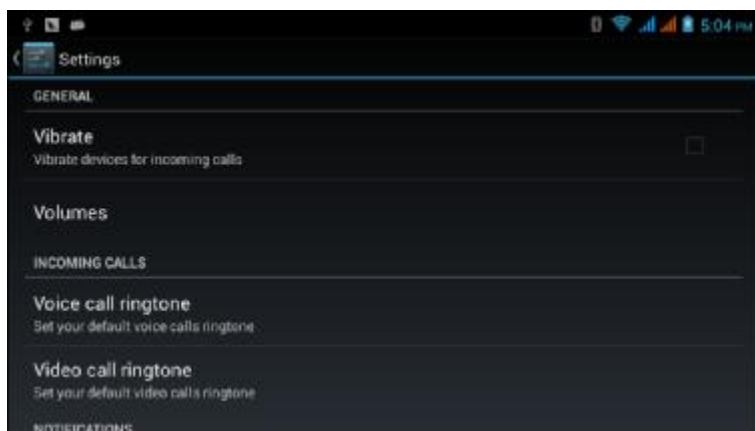 5:04 PM
Settings
GENERAL
Vibrate
Vibrate devices for incoming calls
Volumes
INCOMING CALLS
Voice call ringtone
Set your default voice calls ringtone
Video call ringtone
Set your default video calls ringtone
NOTIFICATIONS